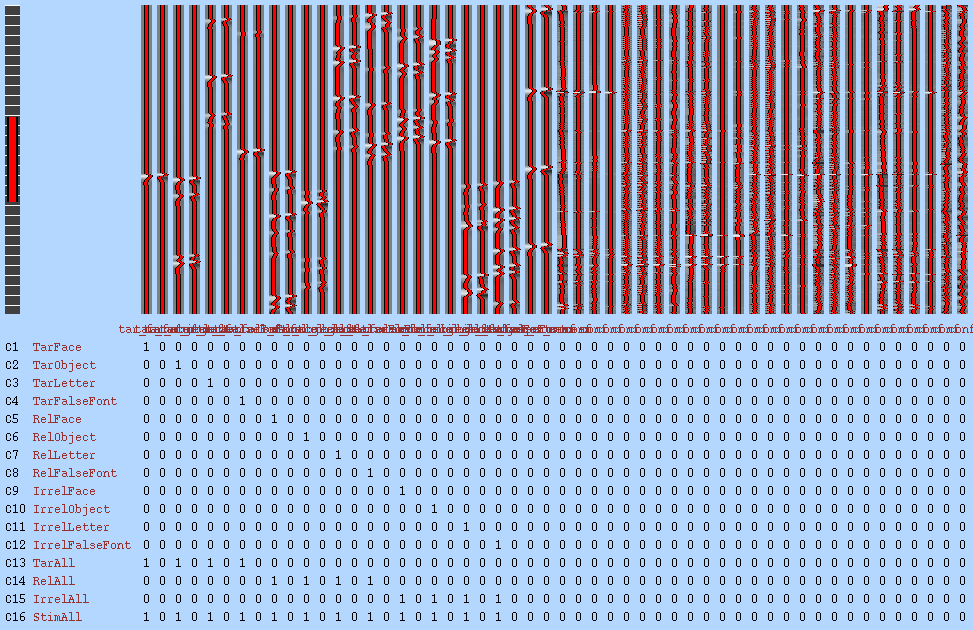 C1 TarFace 1 0 0 0 0 0 0 0 0 0 0 0 0 0 0 0 0 0 0 0 0 0 0 0 0 0 0 0 0 0 0 0 0 0 0 0 0 0 0 0 0 0 0 0 0 0 0 0 0 0 0 0
C2 TarObject 0 0 1 0 0 0 0 0 0 0 0 0 0 0 0 0 0 0 0 0 0 0 0 0 0 0 0 0 0 0 0 0 0 0 0 0 0 0 0 0 0 0 0 0 0 0 0 0 0 0 0 0
C3 TarLetter 0 0 0 0 1 0 0 0 0 0 0 0 0 0 0 0 0 0 0 0 0 0 0 0 0 0 0 0 0 0 0 0 0 0 0 0 0 0 0 0 0 0 0 0 0 0 0 0 0 0 0 0
C4 TarFalseFont 0 0 0 0 0 0 1 0 0 0 0 0 0 0 0 0 0 0 0 0 0 0 0 0 0 0 0 0 0 0 0 0 0 0 0 0 0 0 0 0 0 0 0 0 0 0 0 0 0 0 0 0
C5 RelFace 0 0 0 0 0 0 0 0 1 0 0 0 0 0 0 0 0 0 0 0 0 0 0 0 0 0 0 0 0 0 0 0 0 0 0 0 0 0 0 0 0 0 0 0 0 0 0 0 0 0 0 0
C6 RelObject 0 0 0 0 0 0 0 0 0 0 1 0 0 0 0 0 0 0 0 0 0 0 0 0 0 0 0 0 0 0 0 0 0 0 0 0 0 0 0 0 0 0 0 0 0 0 0 0 0 0 0 0
C7 RelLetter 0 0 0 0 0 0 0 0 0 0 0 0 1 0 0 0 0 0 0 0 0 0 0 0 0 0 0 0 0 0 0 0 0 0 0 0 0 0 0 0 0 0 0 0 0 0 0 0 0 0 0 0
C8 RelFalseFont 0 0 0 0 0 0 0 0 0 0 0 0 0 0 1 0 0 0 0 0 0 0 0 0 0 0 0 0 0 0 0 0 0 0 0 0 0 0 0 0 0 0 0 0 0 0 0 0 0 0 0 0
C9 IrrelFace 0 0 0 0 0 0 0 0 0 0 0 0 0 0 0 0 1 0 0 0 0 0 0 0 0 0 0 0 0 0 0 0 0 0 0 0 0 0 0 0 0 0 0 0 0 0 0 0 0 0 0 0
C10 IrrelObject 0 0 0 0 0 0 0 0 0 0 0 0 0 0 0 0 0 0 1 0 0 0 0 0 0 0 0 0 0 0 0 0 0 0 0 0 0 0 0 0 0 0 0 0 0 0 0 0 0 0 0 0
C11 IrrelLetter 0 0 0 0 0 0 0 0 0 0 0 0 0 0 0 0 0 0 0 0 1 0 0 0 0 0 0 0 0 0 0 0 0 0 0 0 0 0 0 0 0 0 0 0 0 0 0 0 0 0 0 0
C12 IrrelFalseFont 0 0 0 0 0 0 0 0 0 0 0 0 0 0 0 0 0 0 0 0 0 0 1 0 0 0 0 0 0 0 0 0 0 0 0 0 0 0 0 0 0 0 0 0 0 0 0 0 0 0 0 0
C13 TarAll 1 0 1 0 1 0 1 0 0 0 0 0 0 0 0 0 0 0 0 0 0 0 0 0 0 0 0 0 0 0 0 0 0 0 0 0 0 0 0 0 0 0 0 0 0 0 0 0 0 0 0 0
C14 RelAll 0 0 0 0 0 0 0 0 1 0 1 0 1 0 1 0 0 0 0 0 0 0 0 0 0 0 0 0 0 0 0 0 0 0 0 0 0 0 0 0 0 0 0 0 0 0 0 0 0 0 0 0
C15 IrrelAll 0 0 0 0 0 0 0 0 0 0 0 0 0 0 0 0 1 0 1 0 1 0 1 0 0 0 0 0 0 0 0 0 0 0 0 0 0 0 0 0 0 0 0 0 0 0 0 0 0 0 0 0
C16 StimAll 1 0 1 0 1 0 1 0 1 0 1 0 1 0 1 0 1 0 1 0 1 0 1 0 0 0 0 0 0 0 0 0 0 0 0 0 0 0 0 0 0 0 0 0 0 0 0 0 0 0 0 0